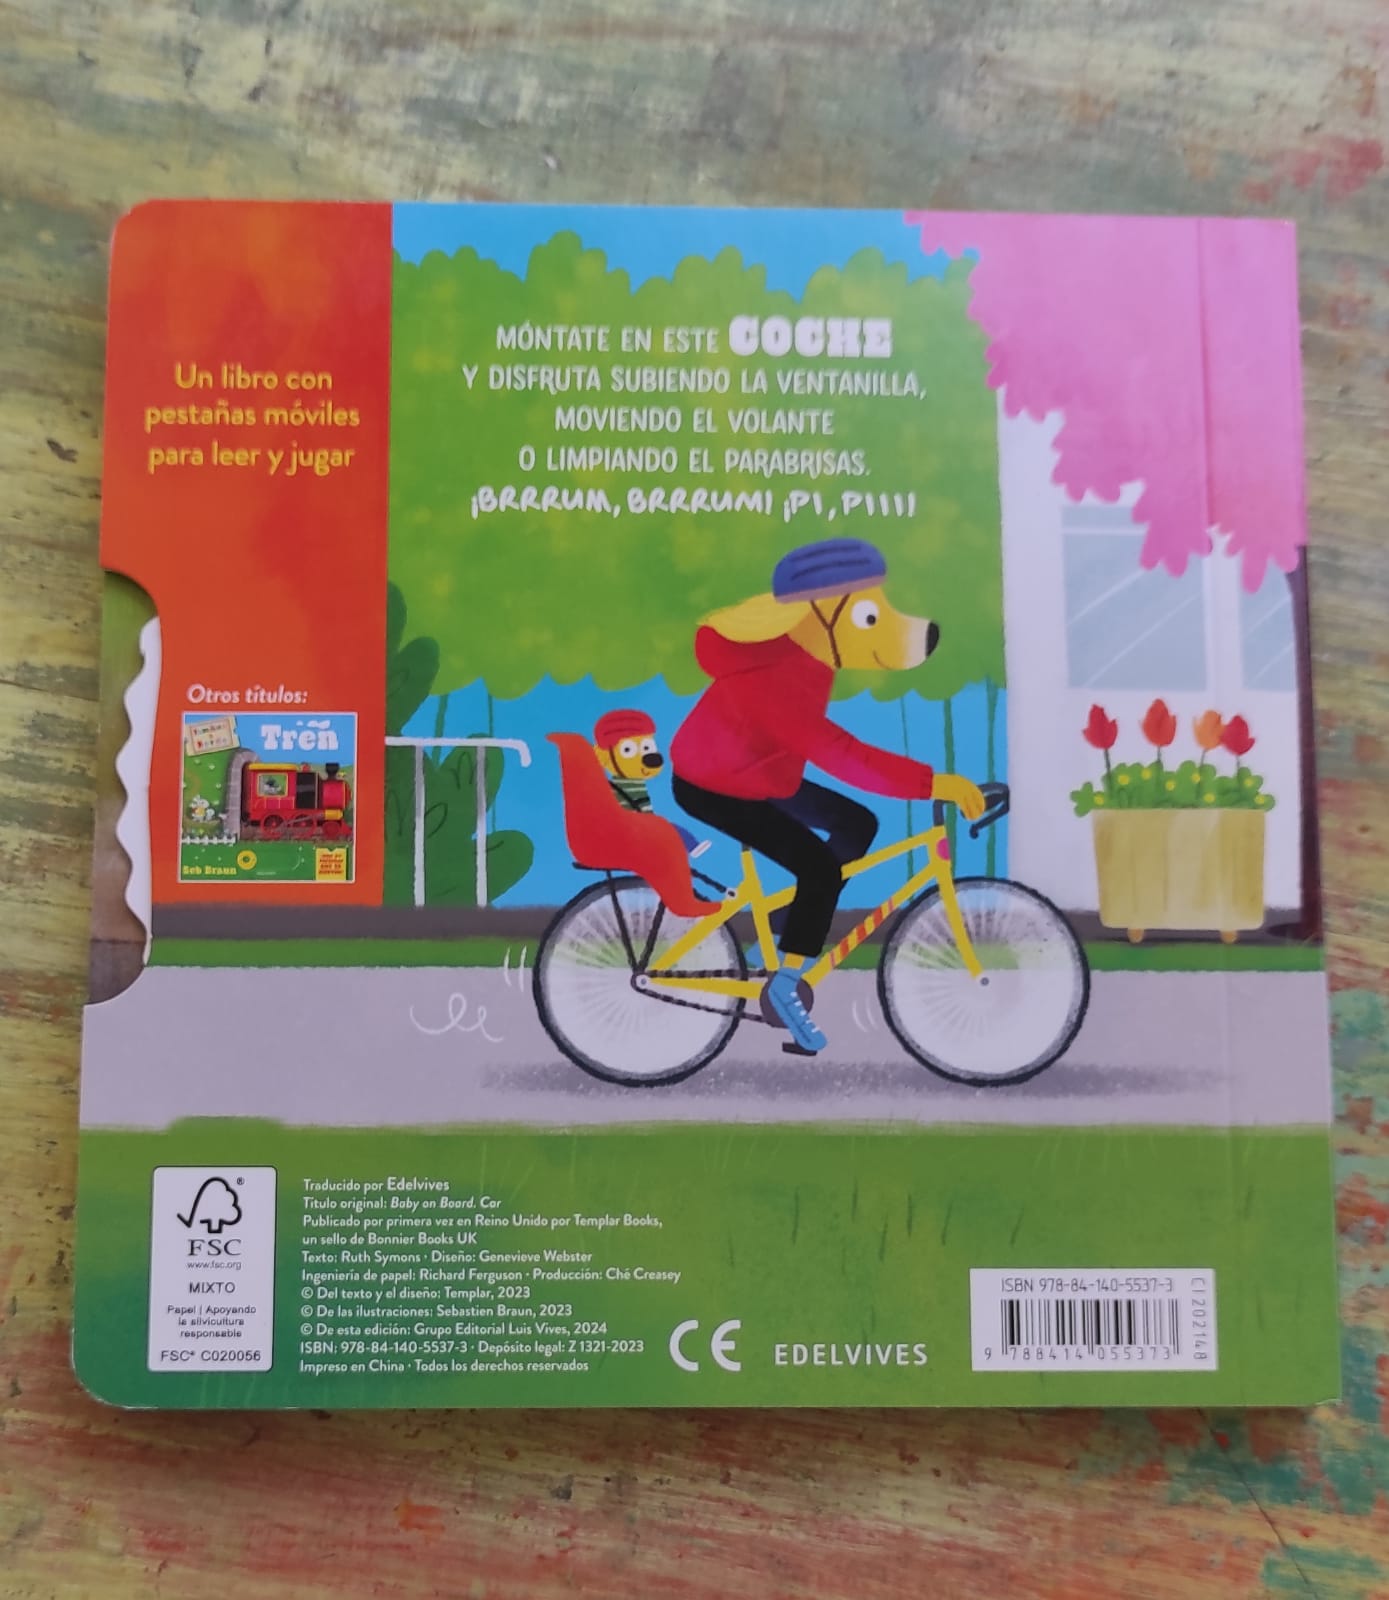 Un libro con
pestañas móviles
para leer y jugar
MÓNTATE EN ESTE COCHE
Y DISFRUTA SUBIENDO LA VENTANILLA,
MOVIENDO EL VOLANTE
O LIMPIANDO EL PARABRISAS.
¡BRRRUM, BRRRUM! ¡PI, PIIII!
Otros títulos:
Tren
Seb Braun
FSC
www.fsc.org
MIXTO
Papel | Apoyando
la silvicultura
responsable
FSC® C020056
Traducido por Edelvives
Título original: Baby on Board. Car
Publicado por primera vez en Reino Unido por Templar Books,
un sello de Bonnier Books UK
Texto: Ruth Symons · Diseño: Genevieve Webster
Ingeniería de papel: Richard Ferguson · Producción: Ché Creasey
© Del texto y el diseño: Templar, 2023
© De las ilustraciones: Sebastien Braun, 2023
© De esta edición: Grupo Editorial Luis Vives, 2024
ISBN: 978-84-140-5537-3 · Depósito legal: Z 1321-2023
Impreso en China · Todos los derechos reservados
CE
EDELVIVES
ISBN 978-84-140-5537-3
9 788414 055373
CI 202148